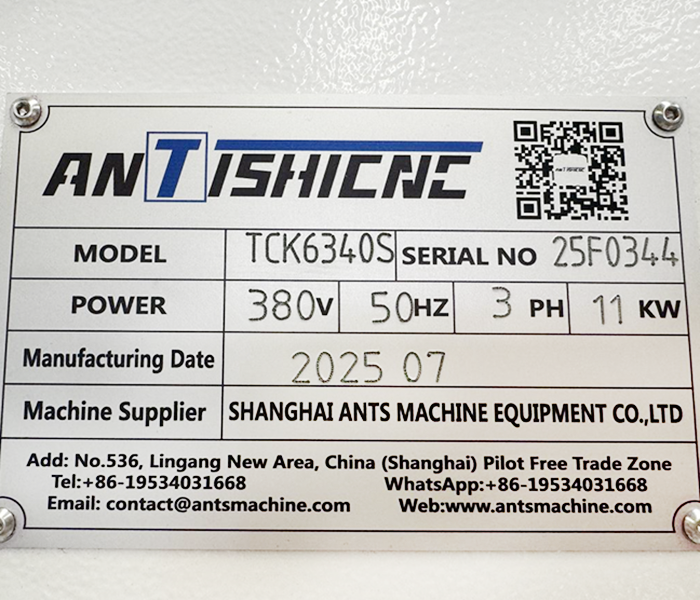 ANTISHICNC
MODEL TCK6340S SERIAL NO 25F0344
POWER 380V 50HZ 3 PH 11 KW
Manufacturing Date 2025 07
Machine Supplier SHANGHAI ANTS MACHINE EQUIPMENT CO.,LTD
Add: No.536, Lingang New Area, China (Shanghai) Pilot Free Trade Zone
Tel:+86-19534031668 WhatsApp:+86-19534031668
Email: contact@antsmachine.com Web:www.antsmachine.com